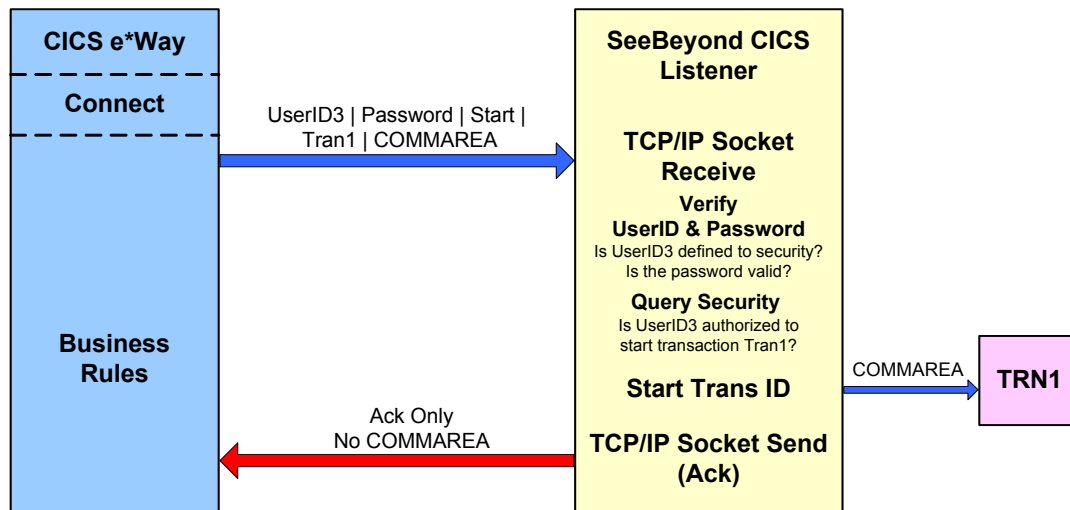 CICS e*Way
Connect
Business
Rules
UserID3 | Password | Start |
Tran1 | COMMAREA
Ack Only
No COMMAREA
SeeBeyond CICS
Listener
TCP/IP Socket
Receive
Verify
UserID & Password
Is UserID3 defined to security?
Is the password valid?
Query Security
Is UserID3 authorized to
start transaction Tran1?
Start Trans ID
TCP/IP Socket Send
(Ack)
COMMAREA
TRN1